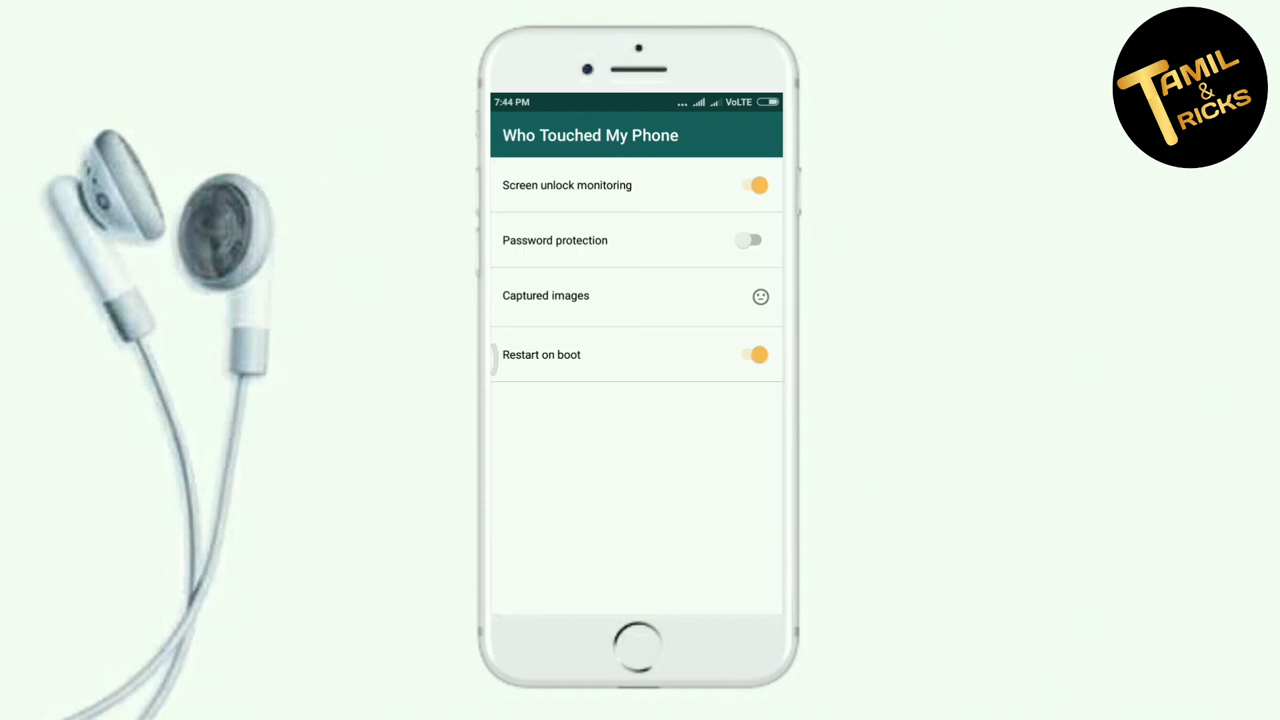 7:44 PM
... VoLTE
Who Touched My Phone
Screen unlock monitoring
Password protection
Captured images
Restart on boot
TAMIL
&
TRICKS